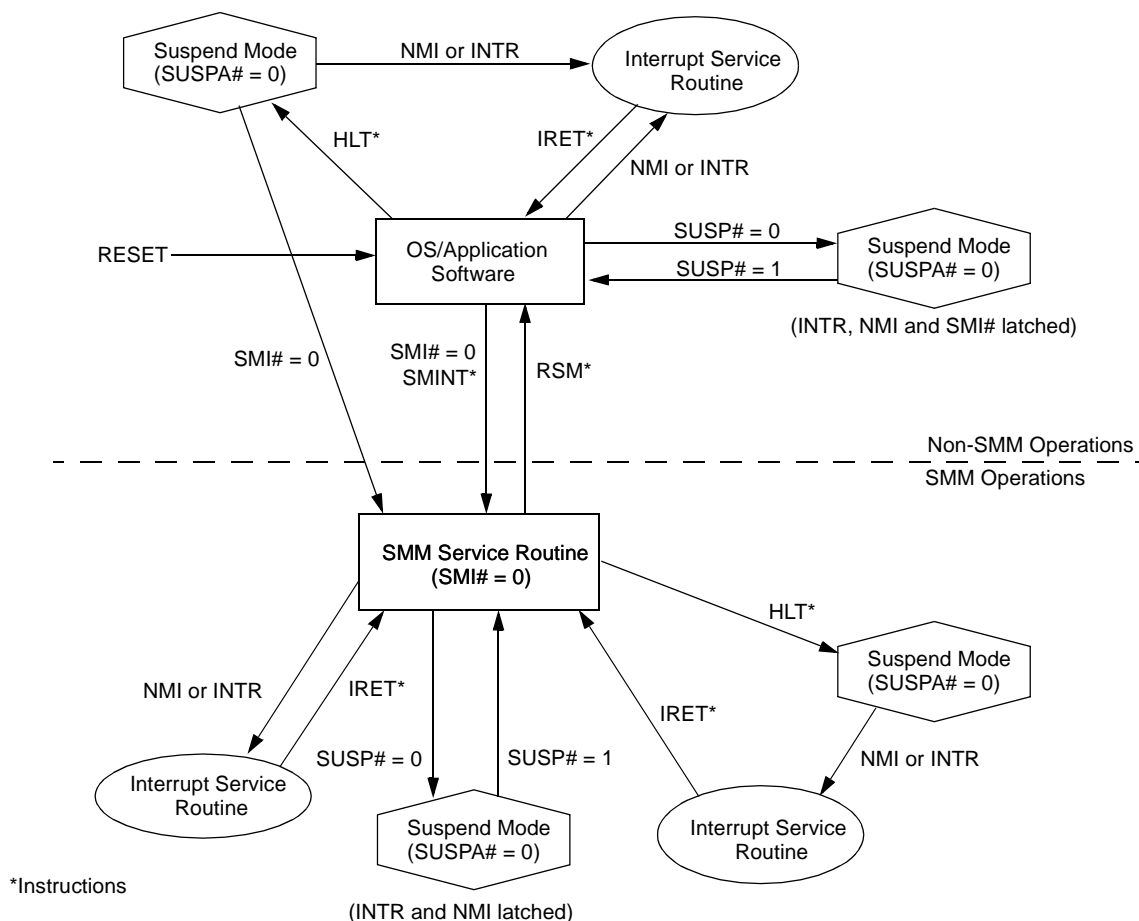 Suspend Mode
(SUSPA# = 0)
NMI or INTR
Interrupt Service
Routine
HLT*
IRET*
NMI or INTR
RESET
OS/Application
Software
SUSP# = 0
SUSP# = 1
Suspend Mode
(SUSPA# = 0)
(INTR, NMI and SMI# latched)
SMI# = 0
SMI# = 0
SMINT*
RSM*
Non-SMM Operations
SMM Operations
SMM Service Routine
(SMI# = 0)
HLT*
Suspend Mode
(SUSPA# = 0)
NMI or INTR
IRET*
IRET*
SUSP# = 0
SUSP# = 1
NMI or INTR
Interrupt Service
Routine
Suspend Mode
(SUSPA# = 0)
Interrupt Service
Routine
*Instructions
(INTR and NMI latched)